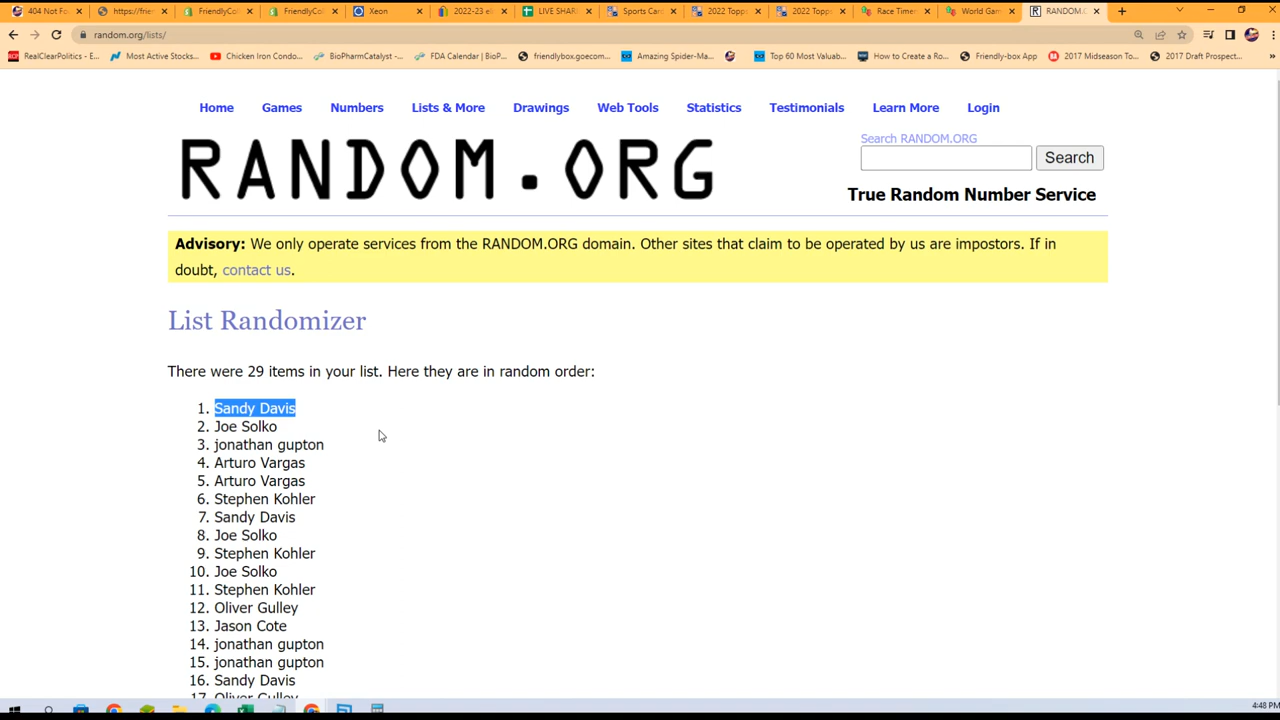 404 Not Fo
https://frie
FriendlyCol
FriendlyCol
Xeon
2022-23 el
LIVE SHAR
Sports Car
2022 Topp
2022 Topp
Race Timer
World Gam
RANDOM.O
random.org/lists/
RealClearPolitics - E...
Most Active Stocks...
Chicken Iron Condo...
BioPharmCatalyst -...
FDA Calendar | BioP...
friendlybox.goecom...
Amazing Spider-Ma...
Top 60 Most Valuab...
How to Create a Ro...
Friendly-box App
2017 Midseason To...
2017 Draft Prospect...
Home Games Numbers Lists & More Drawings Web Tools Statistics Testimonials Learn More Login
RANDOM.ORG
Search RANDOM.ORG
Search
True Random Number Service
Advisory: We only operate services from the RANDOM.ORG domain. Other sites that claim to be operated by us are impostors. If in
doubt, contact us.
List Randomizer
There were 29 items in your list. Here they are in random order:
1. Sandy Davis
2. Joe Solko
3. jonathan gupton
4. Arturo Vargas
5. Arturo Vargas
6. Stephen Kohler
7. Sandy Davis
8. Joe Solko
9. Stephen Kohler
10. Joe Solko
11. Stephen Kohler
12. Oliver Gulley
13. Jason Cote
14. jonathan gupton
15. jonathan gupton
16. Sandy Davis
17. Oliver Gulley
4:48 PM